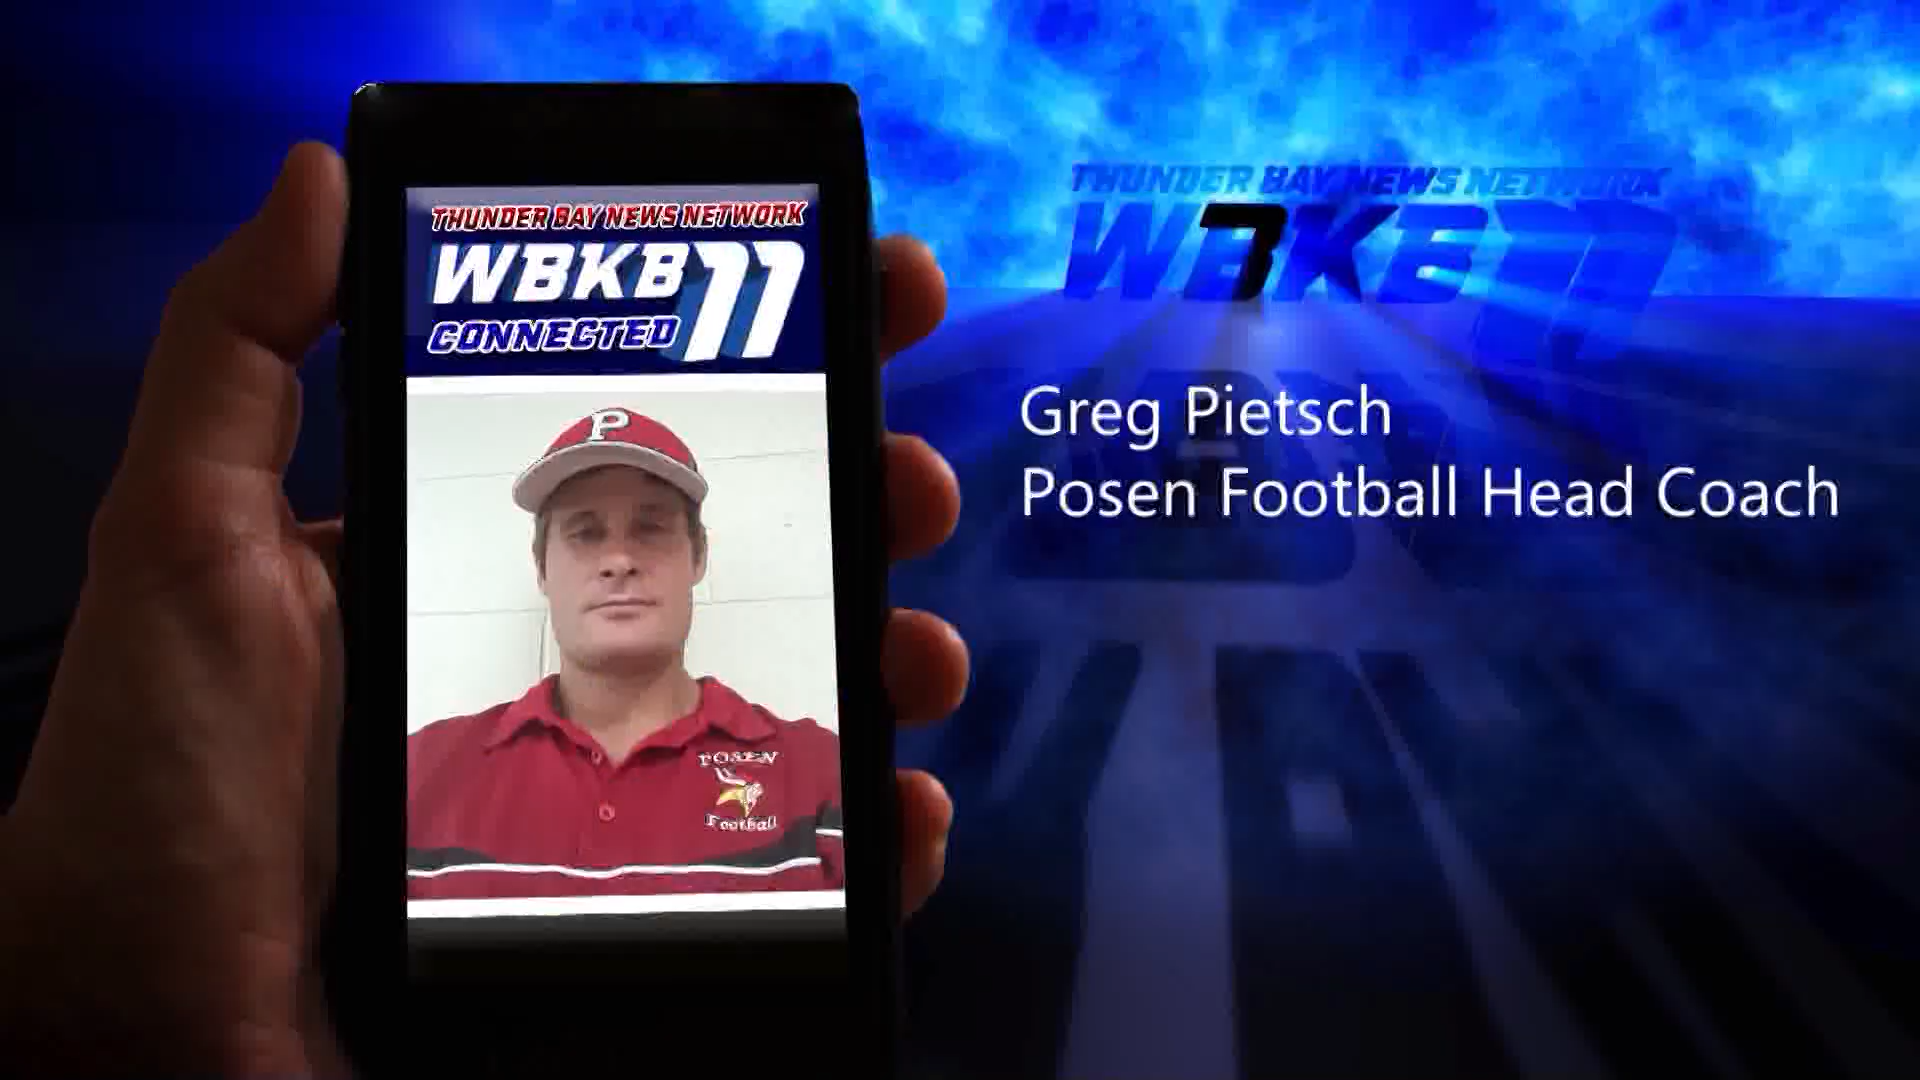 THUNDER BAY NEWS NETWORK
WBKB 11
CONNECTED
P
POSEN
Football
THUNDER BAY NEWS NETWORK
WBKB 11
Greg Pietsch
Posen Football Head Coach